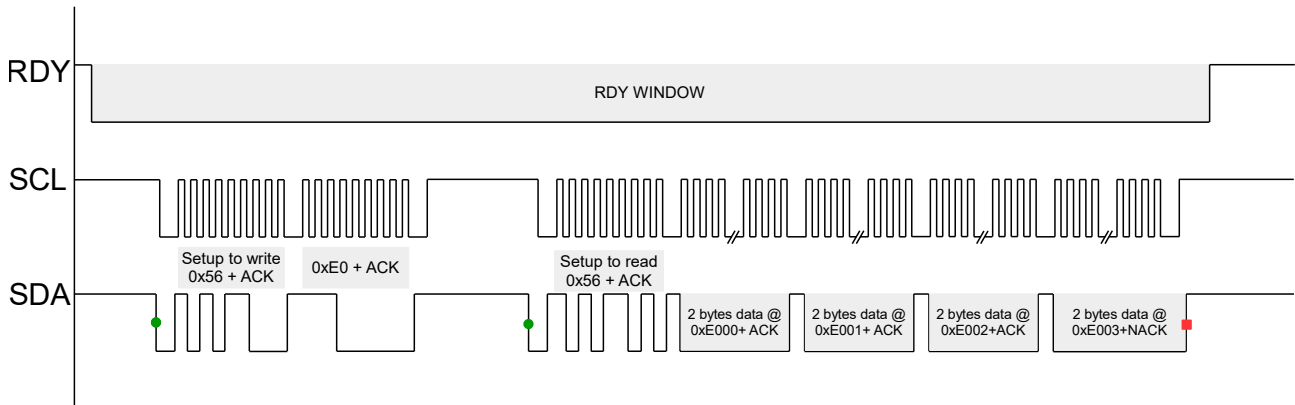 RDY
RDY WINDOW
SCL
Setup to write
0x56 + ACK
0xE0 + ACK
Setup to read
0x56 + ACK
SDA
2 bytes data @
0xE000+ ACK
2 bytes data @
0xE001+ ACK
2 bytes data @
0xE002+ACK
2 bytes data @
0xE003+NACK